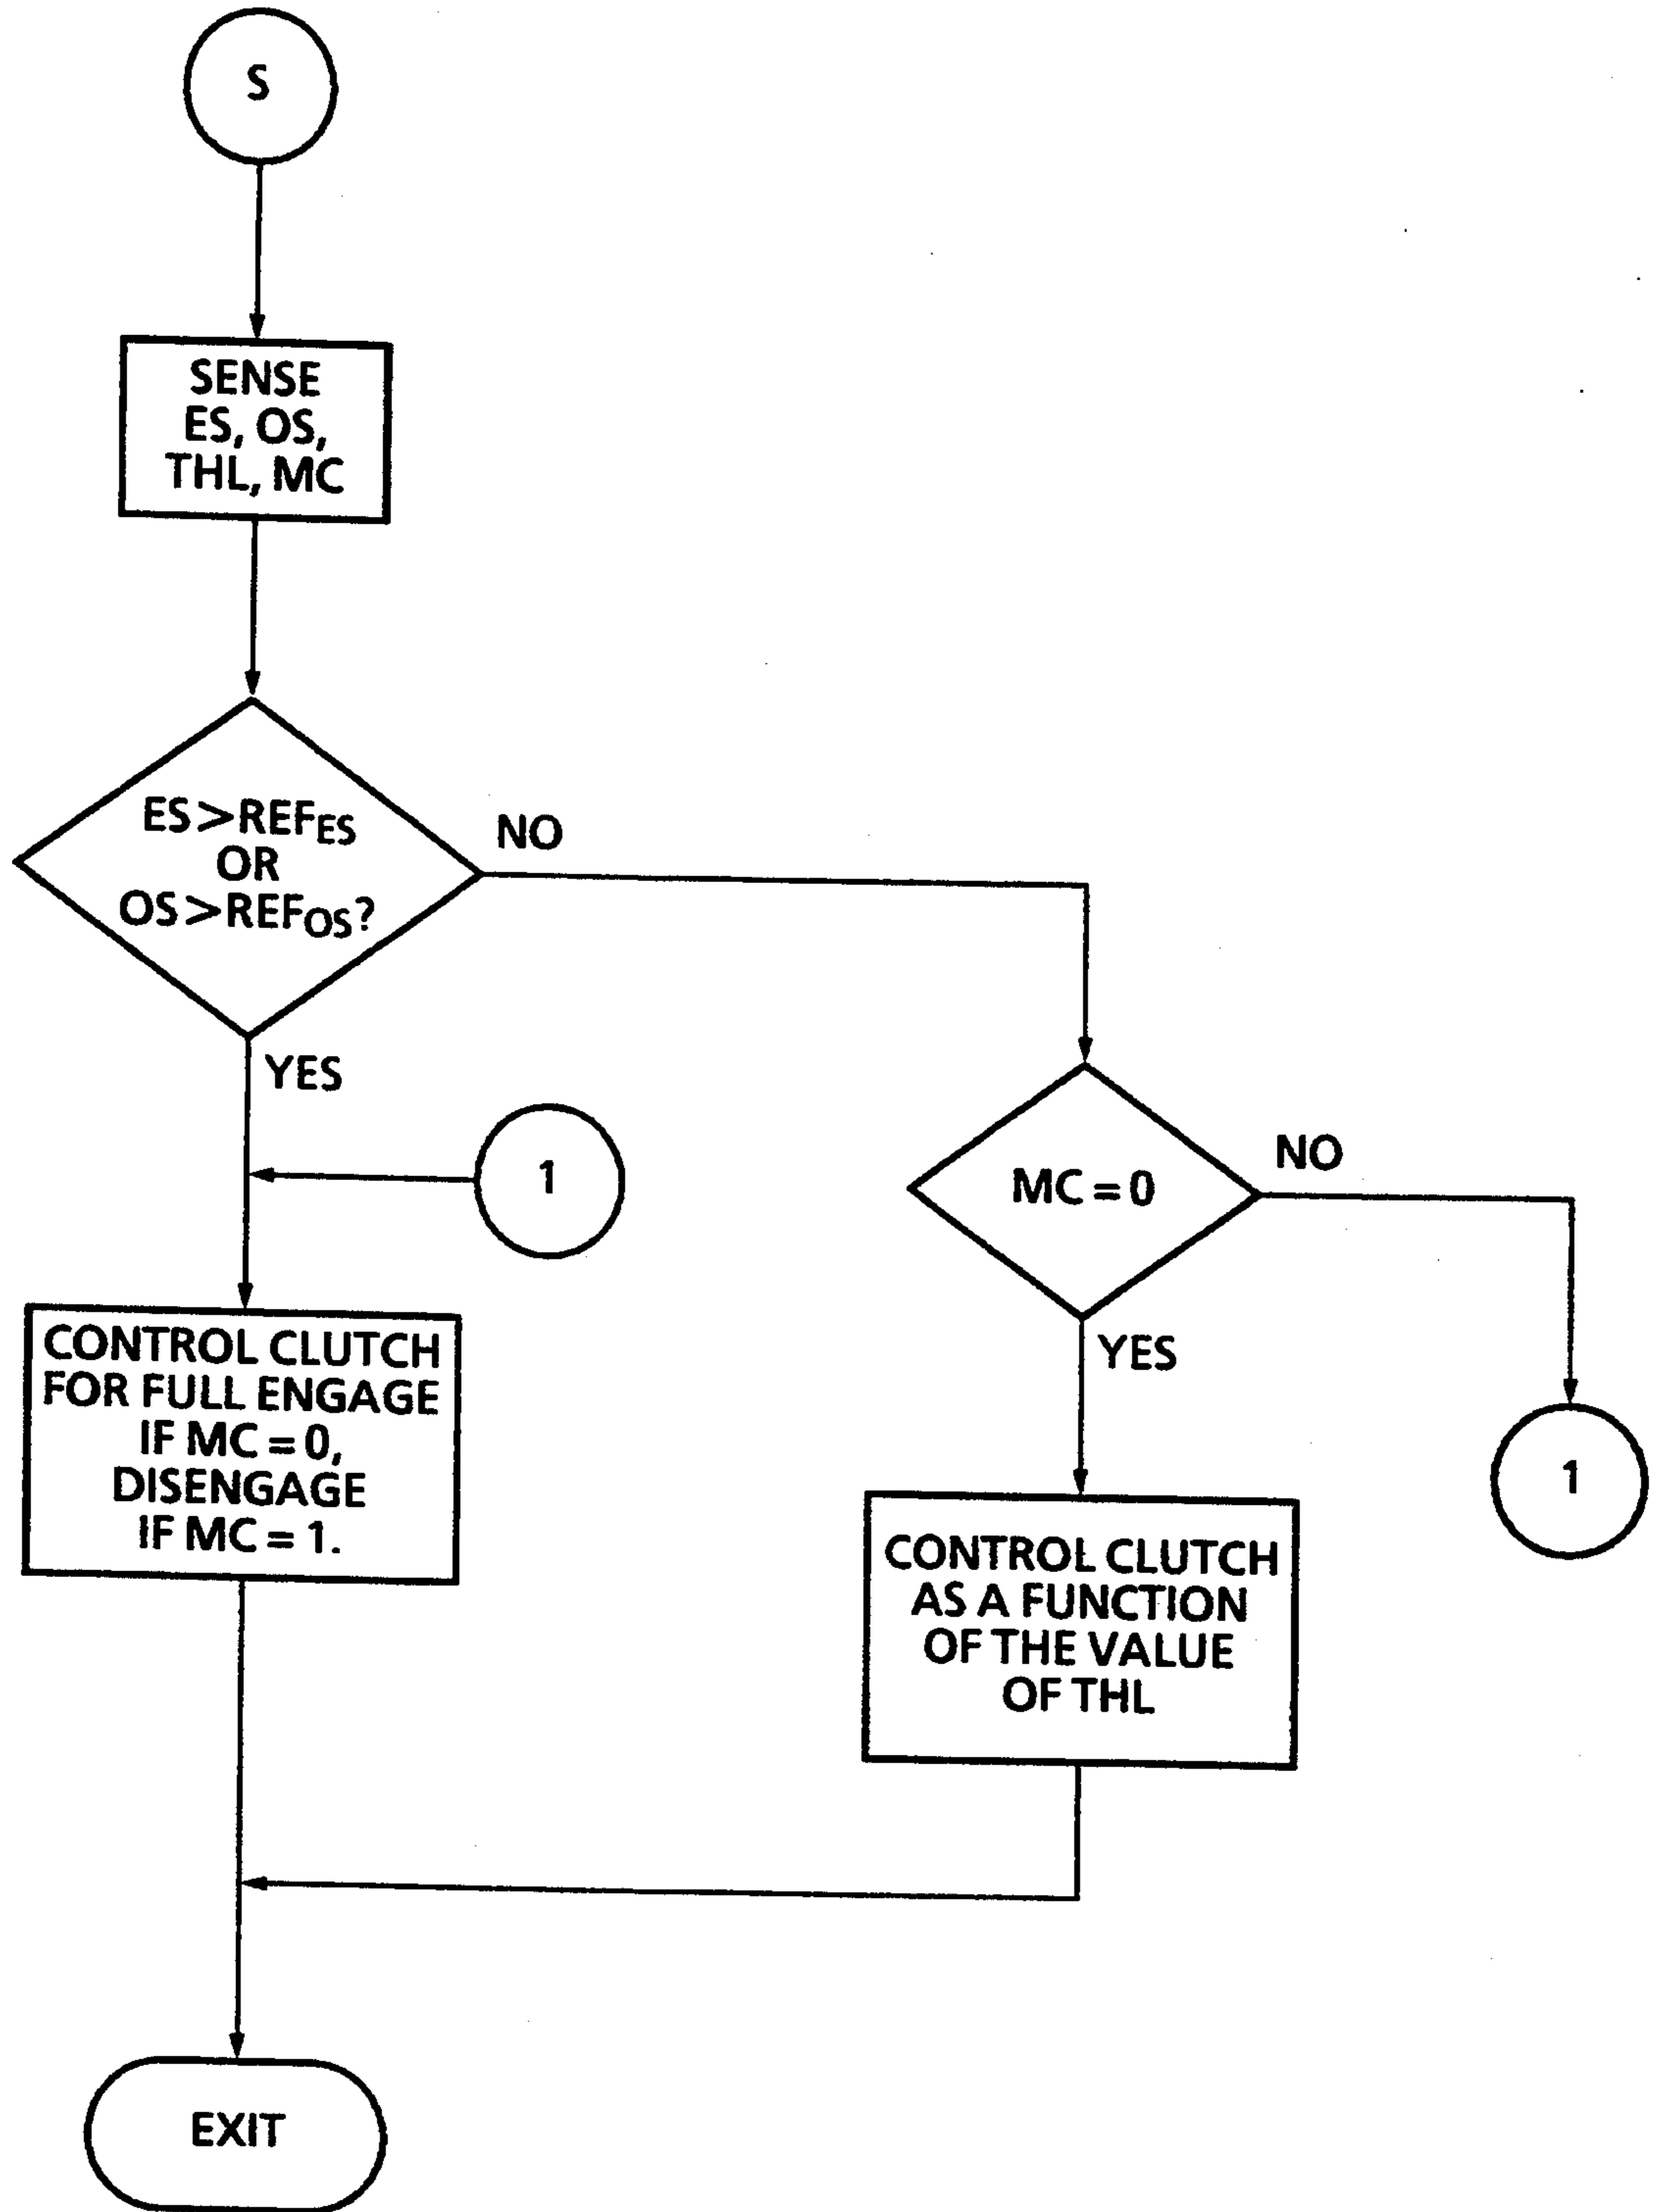 S
SENSE
ES, OS,
THL, MC
ES>REFES
OR
OS>REFOS?
NO
YES
1
MC = 0
NO
YES
1
CONTROL CLUTCH
FOR FULL ENGAGE
IF MC = 0,
DISENGAGE
IF MC = 1.
CONTROL CLUTCH
AS A FUNCTION
OF THE VALUE
OF THL
EXIT